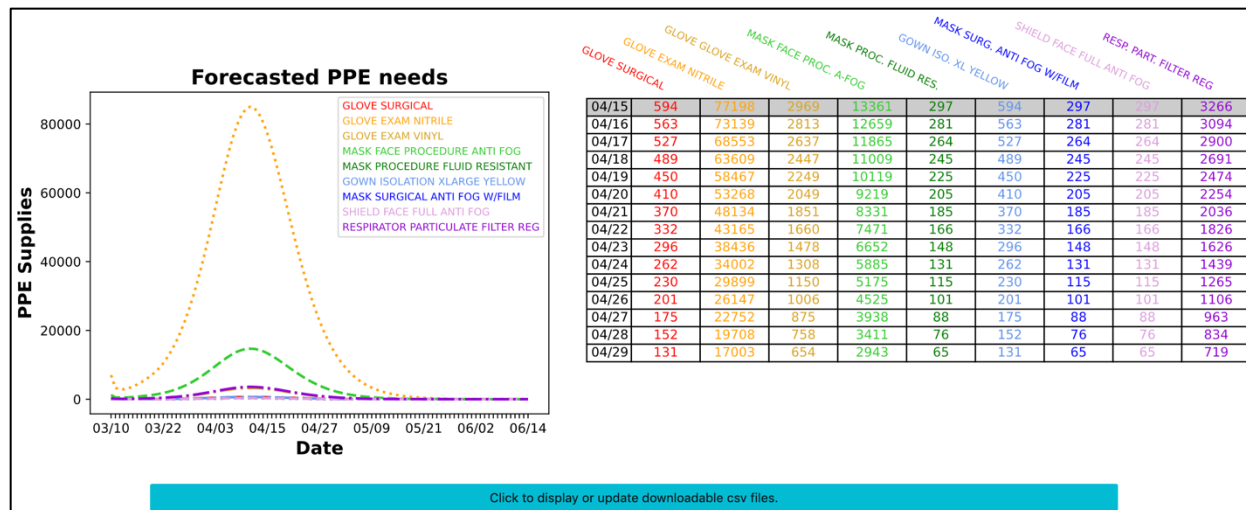 Forecasted PPE needs
PPE Supplies
80000
60000
40000
20000
0
GLOVE SURGICAL
GLOVE EXAM NITRILE
GLOVE EXAM VINYL
MASK FACE PROCEDURE ANTI FOG
MASK PROCEDURE FLUID RESISTANT
GOWN ISOLATION XLARGE YELLOW
MASK SURGICAL ANTI FOG W/FILM
SHIELD FACE FULL ANTI FOG
RESPIRATOR PARTICULATE FILTER REG
03/10 03/22 04/03 04/15 04/27 05/09 05/21 06/02 06/14
Date
GLOVE SURGICAL
GLOVE EXAM NITRILE
GLOVE GLOVE EXAM VINYL
MASK FACE PROC. A-FOG
MASK PROC. FLUID RES.
GOWN ISO. XL YELLOW
MASK SURG. ANTI FOG W/FILM
SHIELD FACE FULL ANTI FOG
RESP. PART. FILTER REG
04/15 594 77198 2969 13361 297 594 297 297 3266
04/16 563 73139 2813 12659 281 563 281 281 3094
04/17 527 68553 2637 11865 264 527 264 264 2900
04/18 489 63609 2447 11009 245 489 245 245 2691
04/19 450 58467 2249 10119 225 450 225 225 2474
04/20 410 53268 2049 9219 205 410 205 205 2254
04/21 370 48134 1851 8331 185 370 185 185 2036
04/22 332 43165 1660 7471 166 332 166 166 1826
04/23 296 38436 1478 6652 148 296 148 148 1626
04/24 262 34002 1308 5885 131 262 131 131 1439
04/25 230 29899 1150 5175 115 230 115 115 1265
04/26 201 26147 1006 4525 101 201 101 101 1106
04/27 175 22752 875 3938 88 175 88 88 963
04/28 152 19708 758 3411 76 152 76 76 834
04/29 131 17003 654 2943 65 131 65 65 719
Click to display or update downloadable csv files.